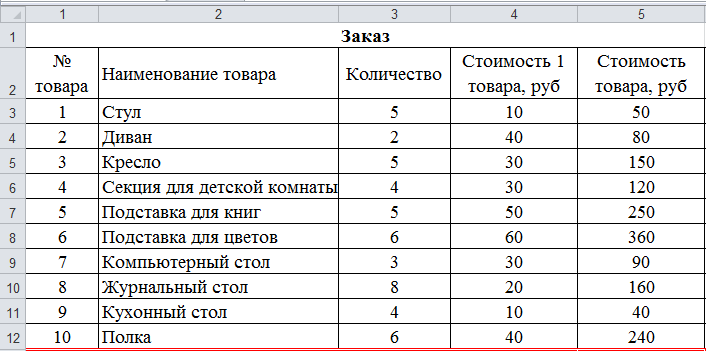 1 2 3 4 5
1 Заказ
№ Стоимость 1 Стоимость
2 товара Наименование товара Количество товара, руб товара, руб
3 1 Стул 5 10 50
4 2 Диван 2 40 80
5 3 Кресло 5 30 150
6 4 Секция для детской комнаты 4 30 120
7 5 Подставка для книг 5 50 250
8 6 Подставка для цветов 6 60 360
9 7 Компьютерный стол 3 30 90
10 8 Журнальный стол 8 20 160
11 9 Кухонный стол 4 10 40
12 10 Полка 6 40 240